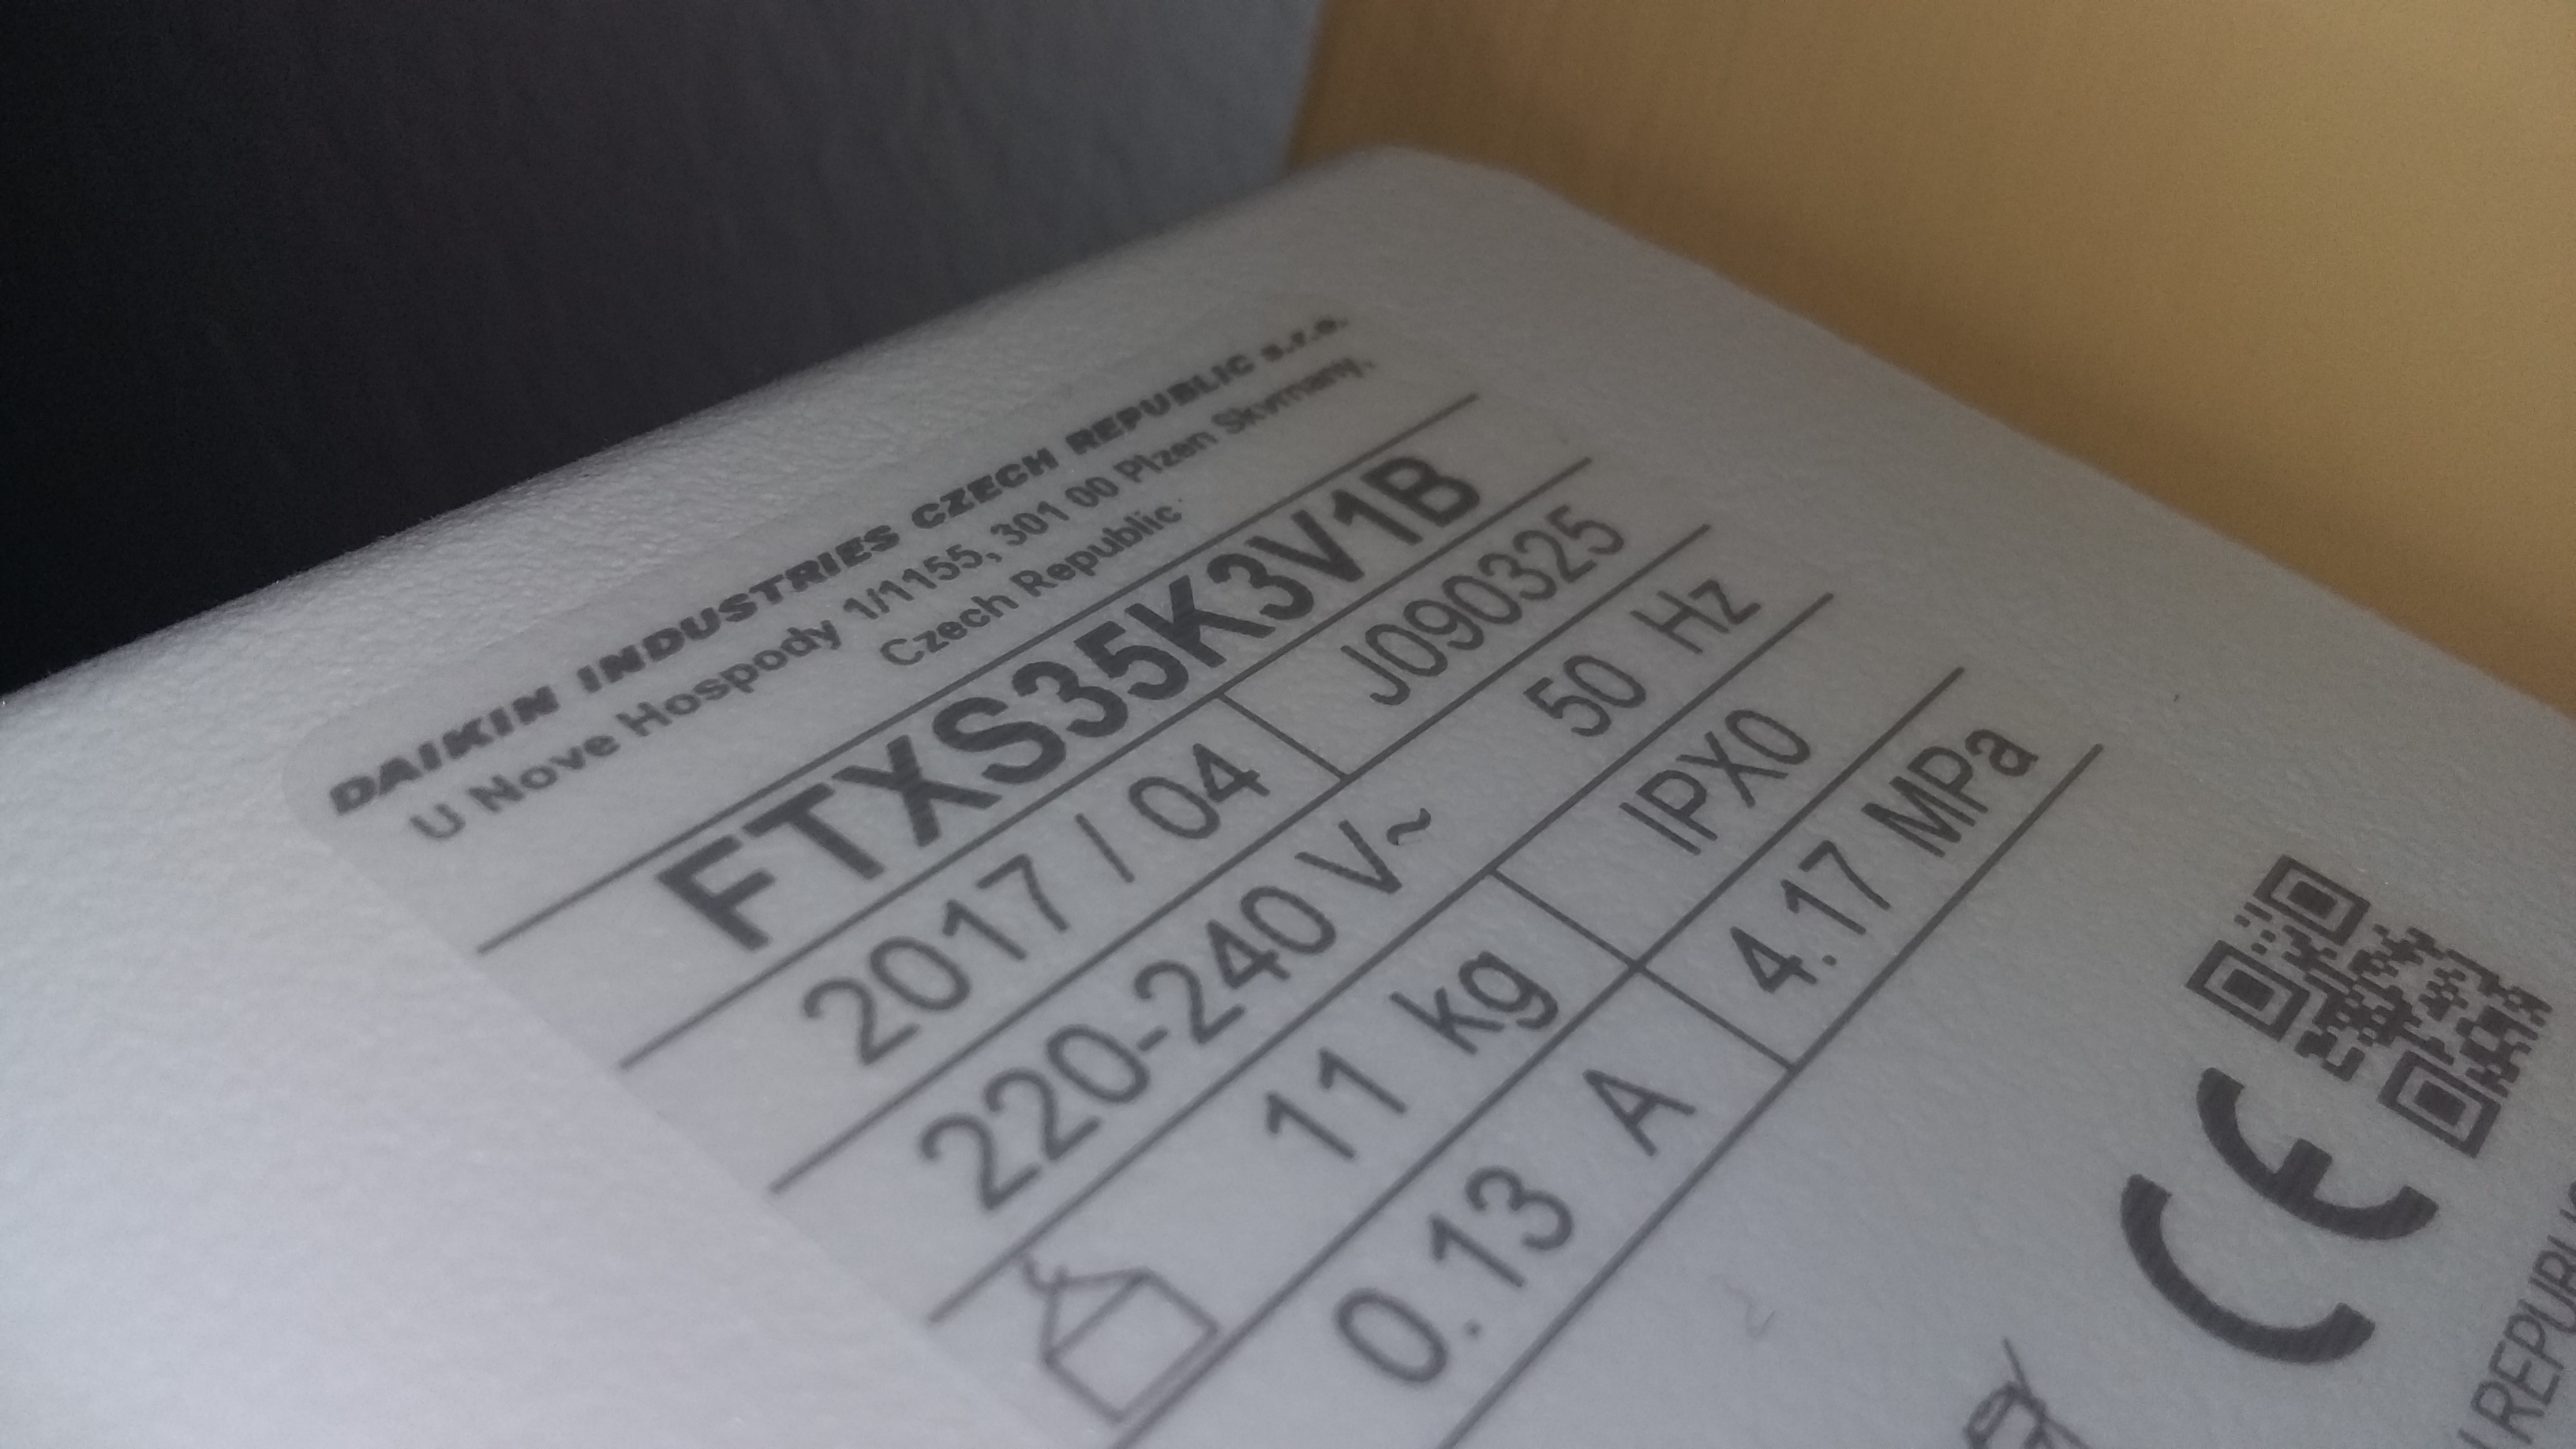 DAIKIN INDUSTRIES CZECH REPUBLIC s.r.o.
U Nove Hospody 1/1155, 301 00 Plzen Skvrnany,
Czech Republic
FTXS35K3V1B
2017 / 04 J090325
220-240 V~ 50 Hz
11 kg IPX0
0.13 A 4.17 MPa
CE
REPUBLI